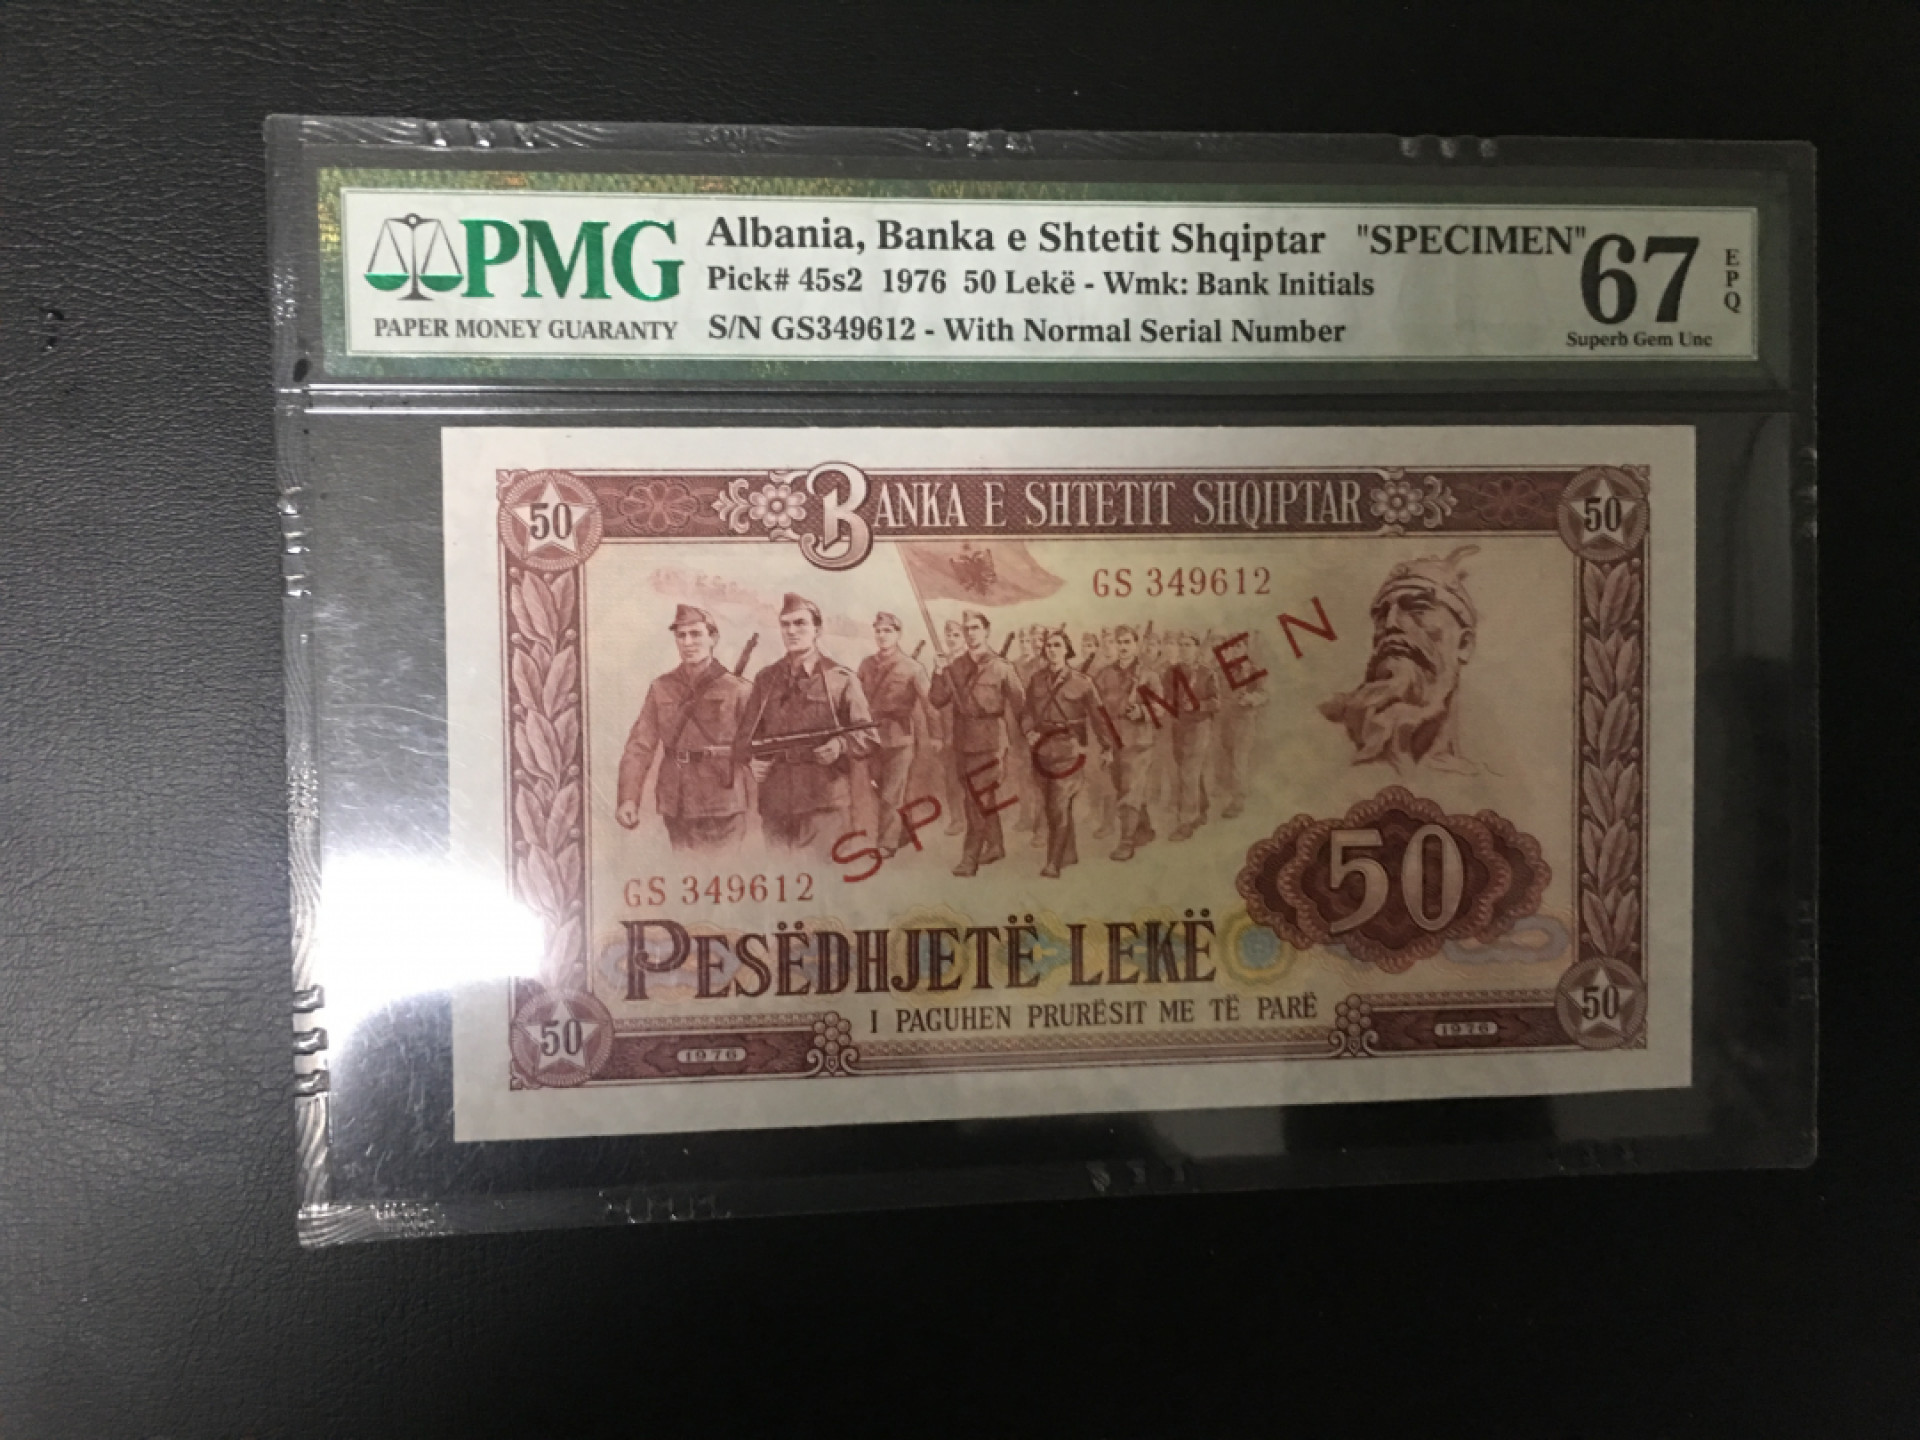 PMG
PAPER MONEY GUARANTY
Albania, Banka e Shtetit Shqiptar "SPECIMEN"
Pick# 45s2 1976 50 Lekë - Wmk: Bank Initials
S/N GS349612 - With Normal Serial Number
67
EPQ
Superb Gem Unc
50
BANKA E SHTETIT SHQIPTAR
50
GS 349612
SPECIMEN
50
GS 349612
PESËDHJETË LEKË
I PAGUHEN PRURËSIT ME TË PARË
50
1976
1976
50